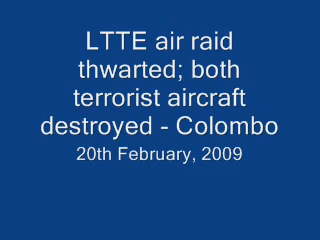 LTTE air raid
thwarted; both
terrorist aircraft
destroyed - Colombo
20th February, 2009